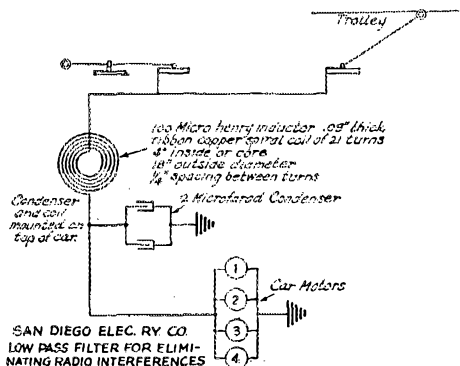 Trolley
100 Micro henry inductor .09" thick
ribbon copper spiral coil of 21 turns
4" inside or core
18" outside diameter
1/4" spacing between turns
Condenser
and coil
mounted on
top of car.
2 Microfarad Condenser
1
2
3
4
Car Motors
SAN DIEGO ELEC. RY. CO.
LOW PASS FILTER FOR ELIMI-
NATING RADIO INTERFERENCES